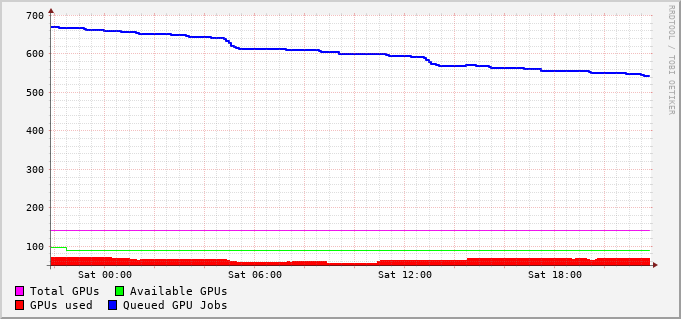 700
600
500
400
300
200
100
Sat 00:00 Sat 06:00 Sat 12:00 Sat 18:00
Total GPUs Available GPUs
GPUs used Queued GPU Jobs
RRDTOOL / TOBI OETIKER